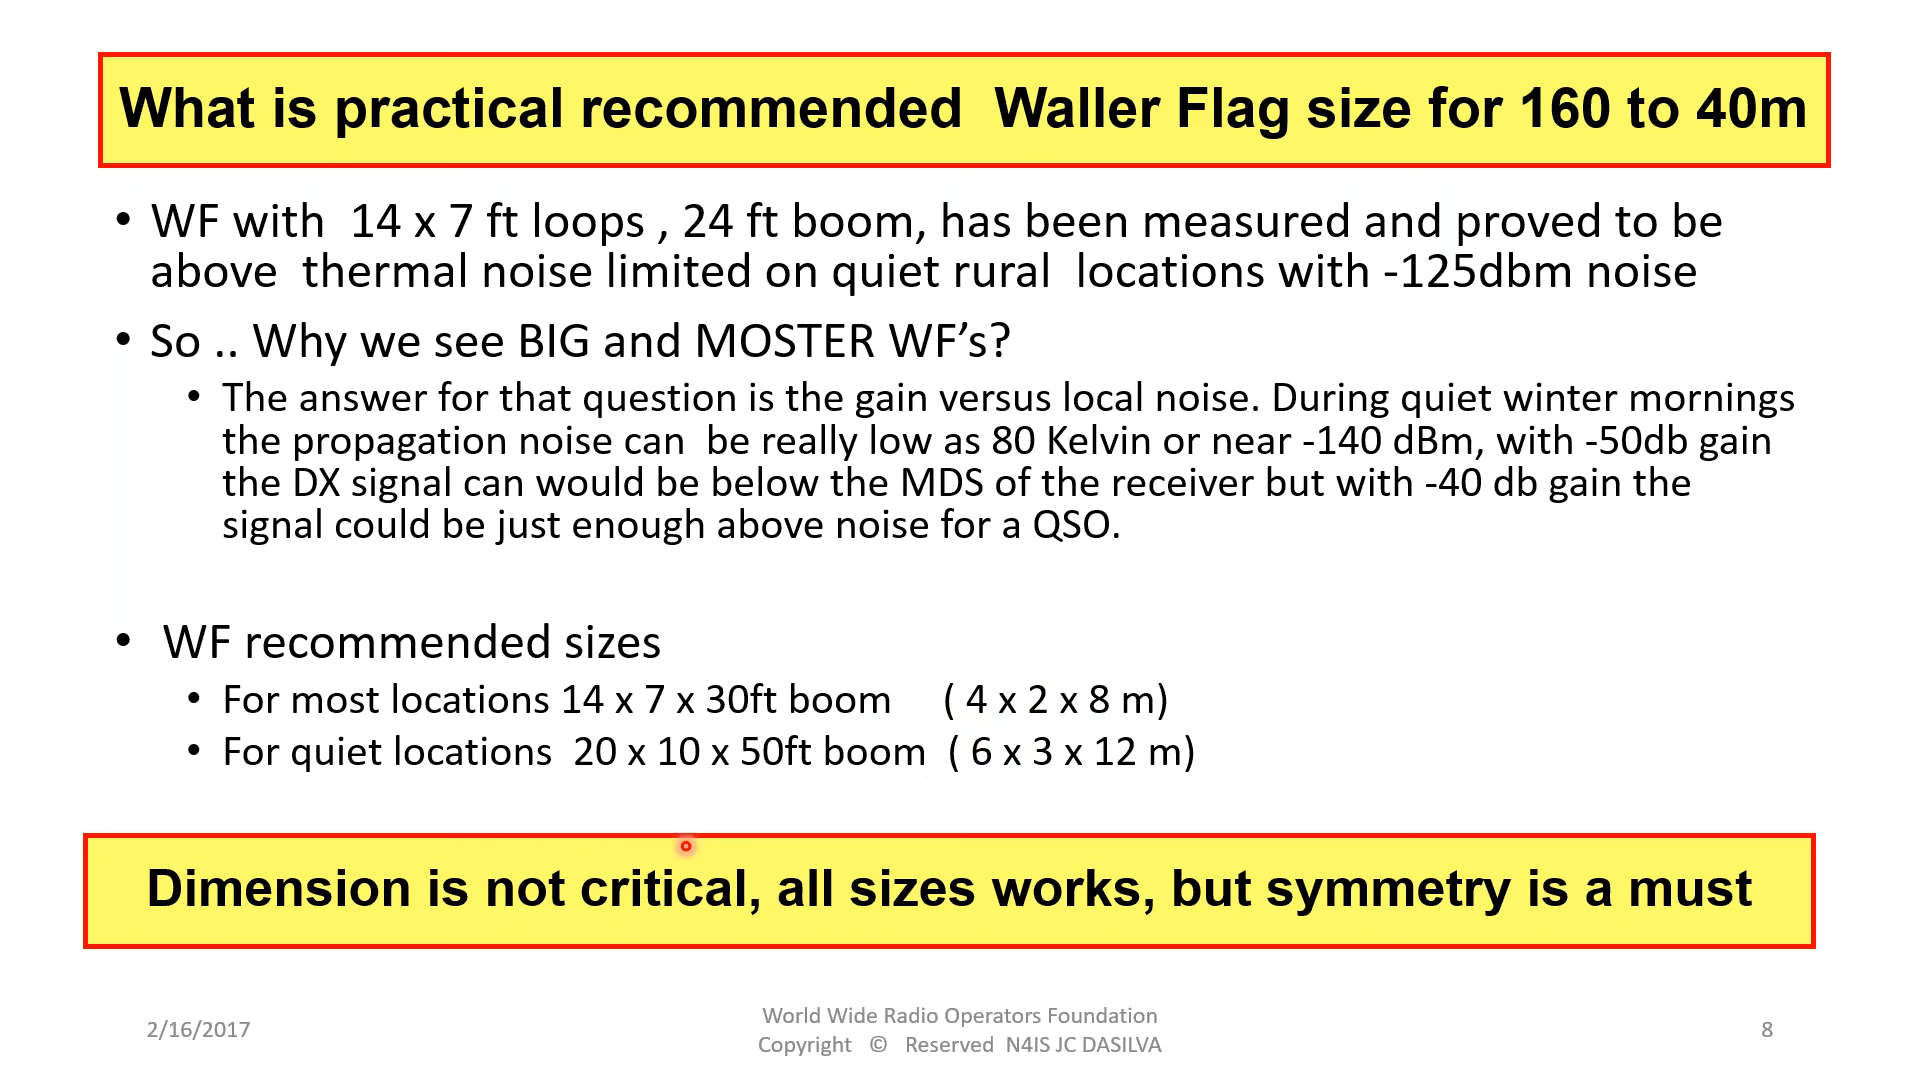 What is practical recommended  Waller Flag size for 160 to 40m
• WF with  14 x 7 ft loops , 24 ft boom, has been measured and proved to be
above  thermal noise limited on quiet rural  locations with -125dbm noise
• So .. Why we see BIG and MOSTER WF’s?
• The answer for that question is the gain versus local noise. During quiet winter mornings
the propagation noise can  be really low as 80 Kelvin or near -140 dBm, with -50db gain
the DX signal can would be below the MDS of the receiver but with -40 db gain the
signal could be just enough above noise for a QSO.
• WF recommended sizes
• For most locations 14 x 7 x 30ft boom     ( 4 x 2 x 8 m)
• For quiet locations  20 x 10 x 50ft boom  ( 6 x 3 x 12 m)
Dimension is not critical, all sizes works, but symmetry is a must
2/16/2017
World Wide Radio Operators Foundation
Copyright  ©  Reserved  N4IS JC DASILVA
8